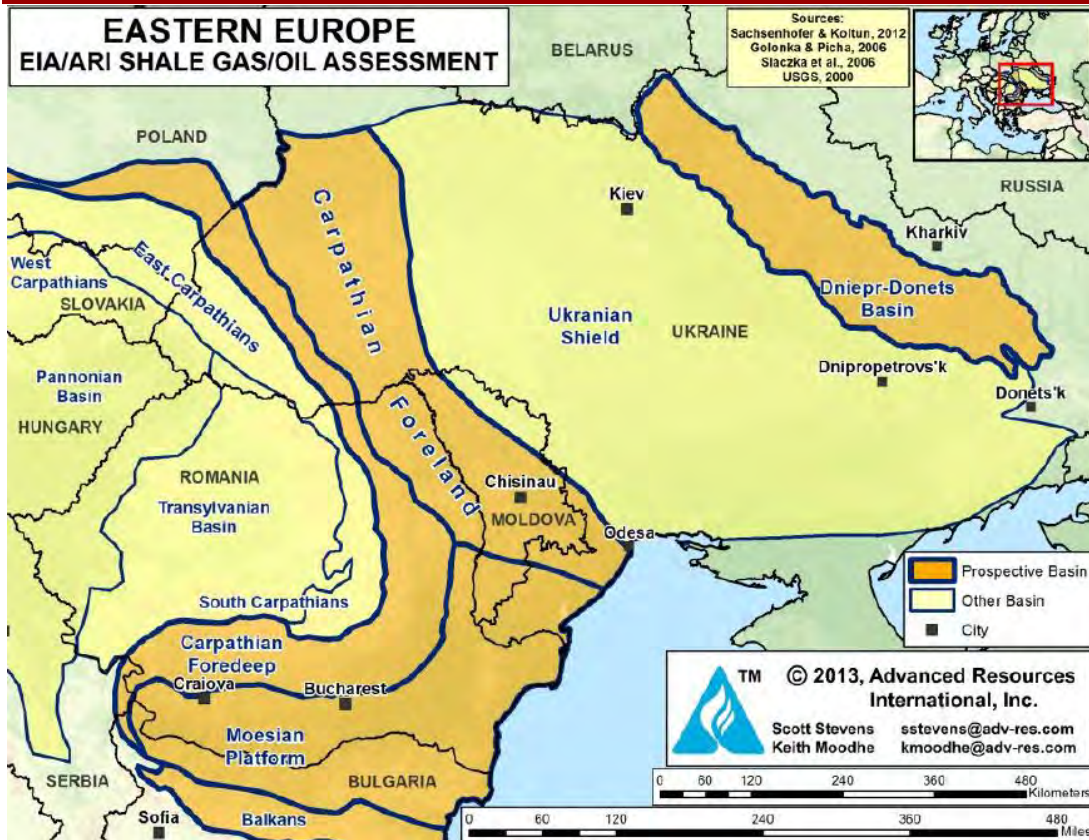 EASTERN EUROPE
EIA/ARI SHALE GAS/OIL ASSESSMENT
Sources:
Sachsenhofer & Koltun, 2012
Golonka & Picha, 2006
Slaczka et al., 2006
USGS, 2000
BELARUS
POLAND
RUSSIA
Kiev
Kharkiv
Carpathian
Foreland
East Carpathians
West
Carpathians
SLOVAKIA
Dniepr-Donets
Basin
Ukranian
Shield
UKRAINE
Dnipropetrovs'k
Donets'k
Pannonian
Basin
HUNGARY
ROMANIA
Transylvanian
Basin
Chisinau
MOLDOVA
Odesa
South Carpathians
Carpathian
Foredeep
Craiova
Bucharest
Moesian
Platform
BULGARIA
SERBIA
Sofia
Balkans
Prospective Basin
Other Basin
City
TM
© 2013, Advanced Resources
International, Inc.
Scott Stevens sstevens@adv-res.com
Keith Moodhe kmoodhe@adv-res.com
0 60 120 240 360 480
Kilometers
0 60 120 240 360 480
Miles